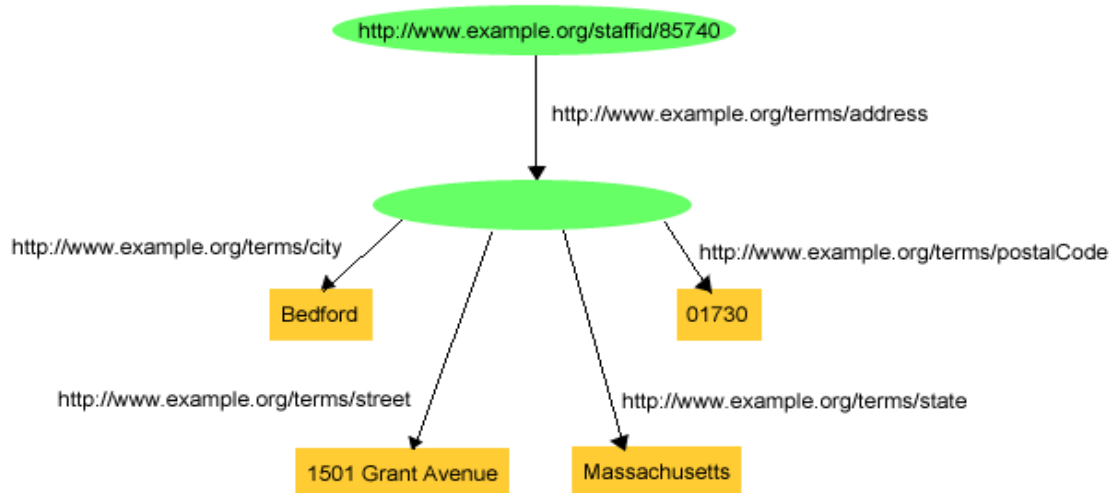 http://www.example.org/staffid/85740
http://www.example.org/terms/address
http://www.example.org/terms/city
http://www.example.org/terms/postalCode
Bedford
01730
http://www.example.org/terms/street
http://www.example.org/terms/state
1501 Grant Avenue
Massachusetts